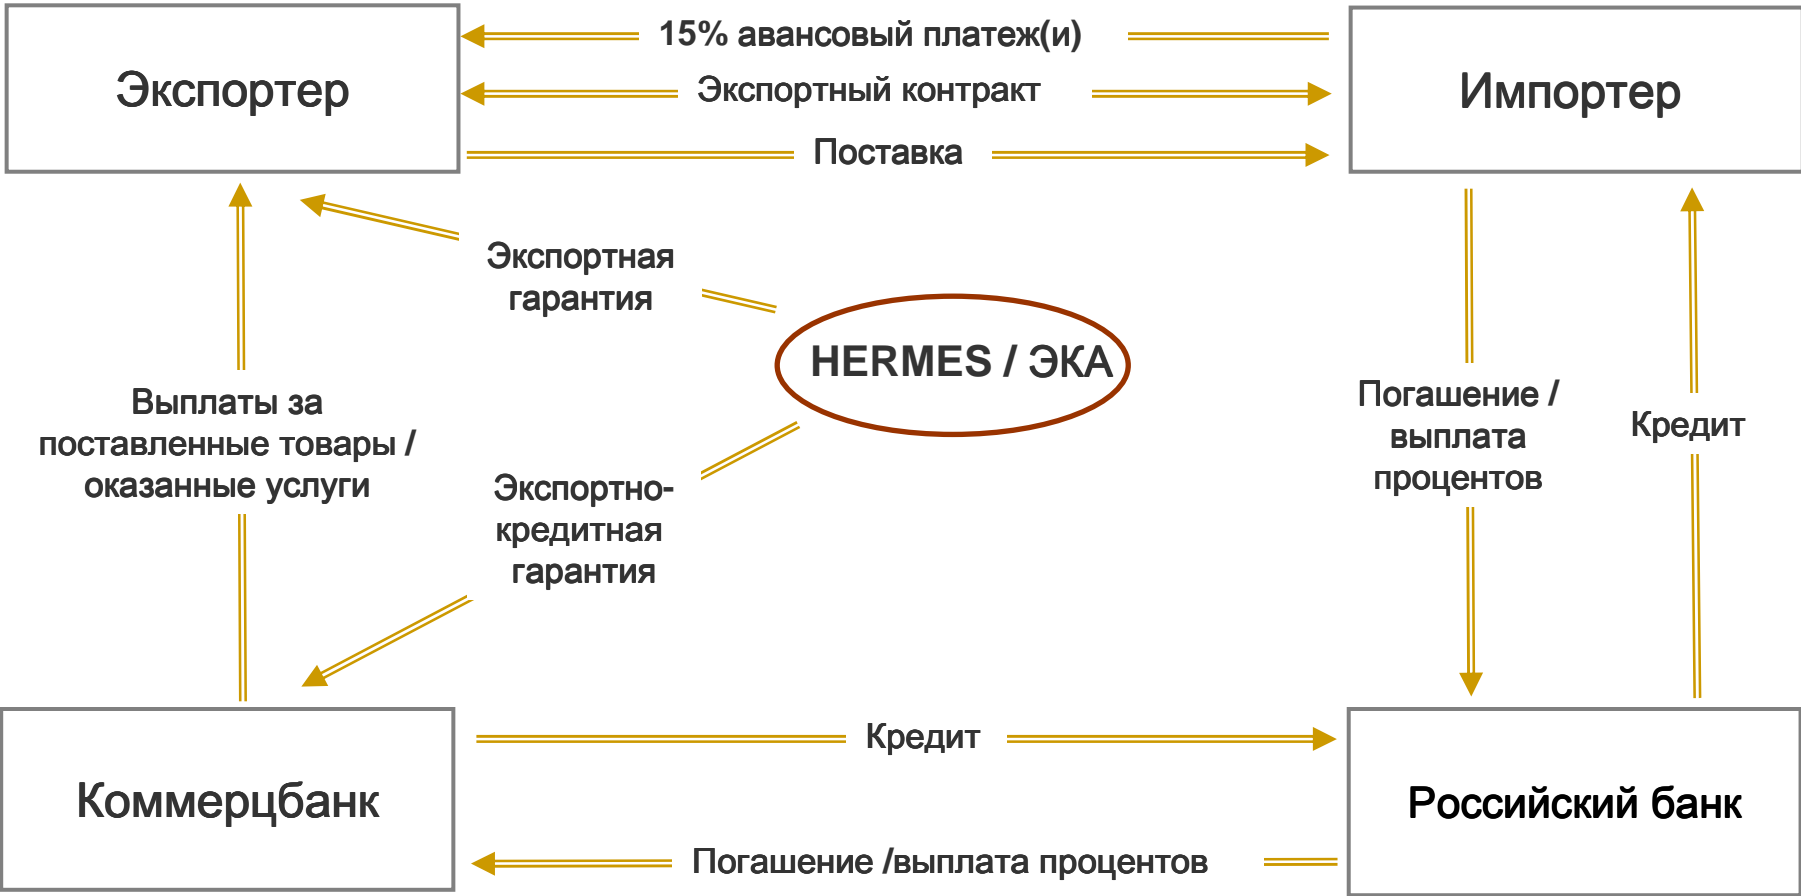 15% авансовый платеж(и)
Экспортер
Экспортный контракт
Импортер
Поставка
Экспортная
гарантия
HERMES / ЭКА
Выплаты за
поставленные товары /
оказанные услуги
Погашение /
выплата
процентов
Кредит
Экспортно-
кредитная
гарантия
Кредит
Коммерцбанк
Российский банк
Погашение /выплата процентов